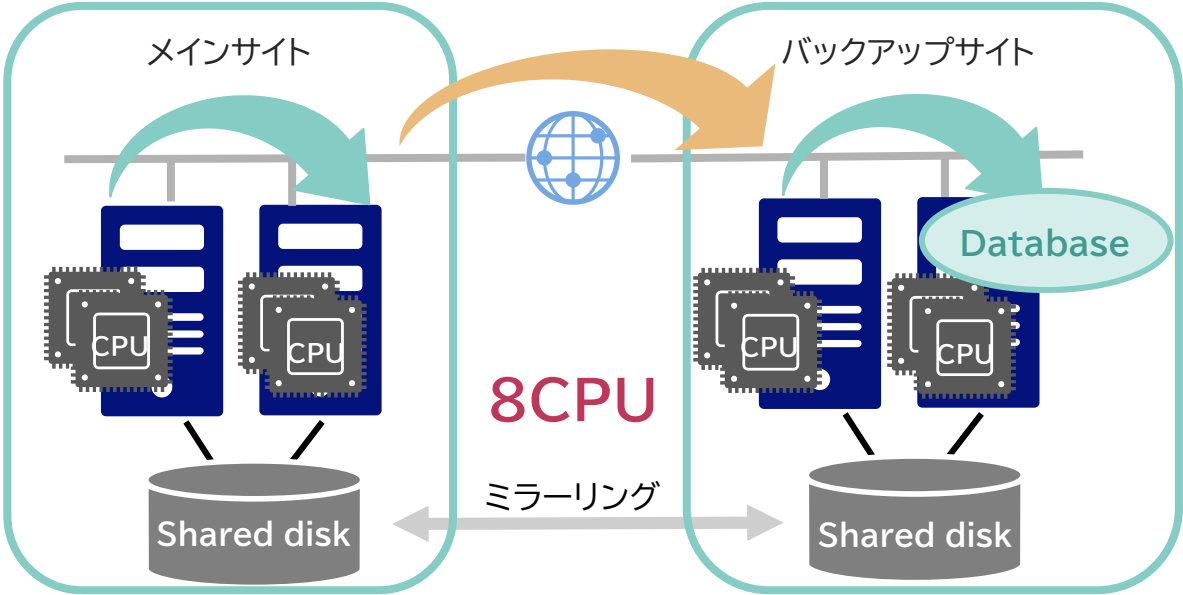 メインサイト
バックアップサイト
Database
CPU
CPU
CPU
CPU
8CPU
ミラーリング
Shared disk
Shared disk